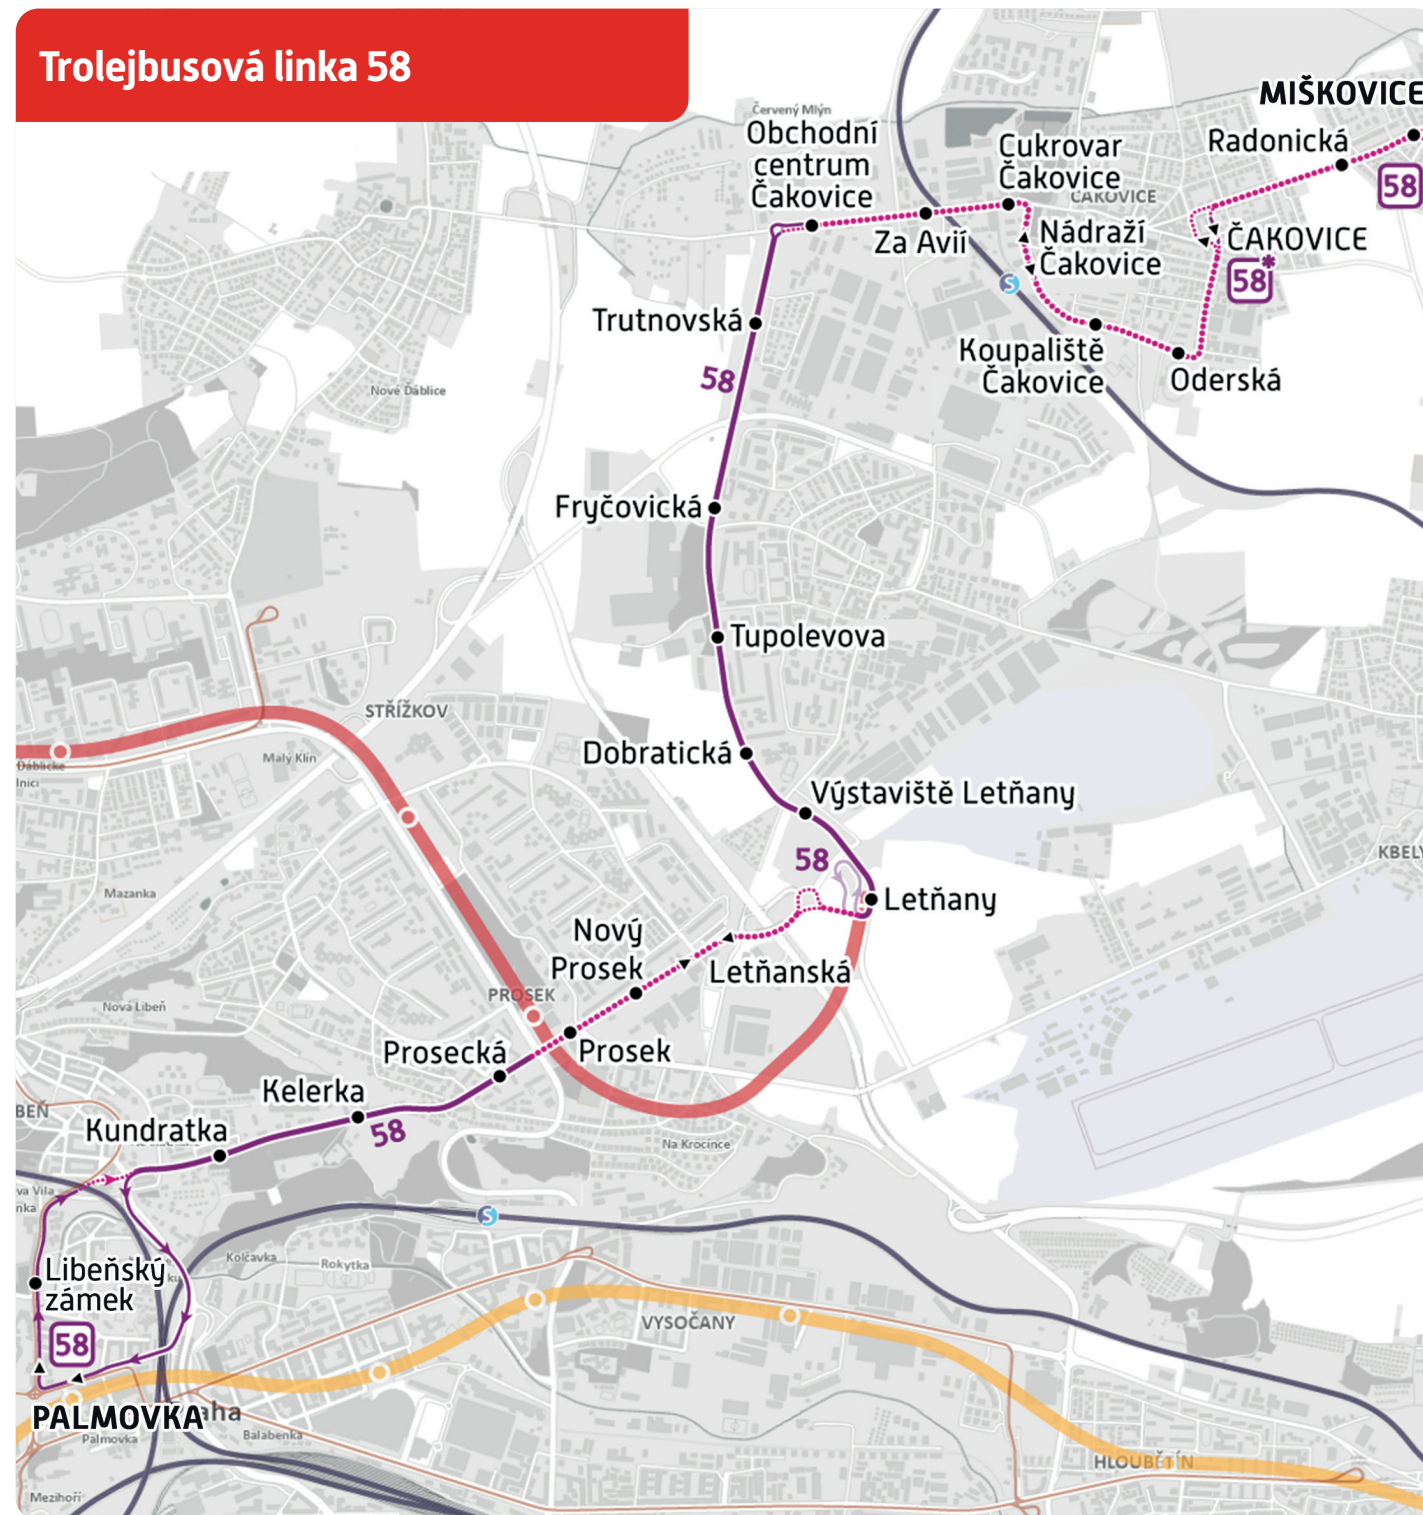 Trolejbusová linka 58
MIŠKOVICE
Červený Mlýn
Obchodní
centrum
Čakovice
Cukrovar
Čakovice
Radonická
58
ČAKOVICE
Za Avií
Nádraží
Čakovice
ČAKOVICE
58*
S
Trutnovská
Koupaliště
Čakovice
Oderská
58
Nové Ďáblice
Fryčovická
Tupolevova
STŘÍŽKOV
Dobratická
Malý Klín
Ďáblické
Výstaviště Letňany
58
KBELY
Mazanka
Letňany
Nový
Prosek
Letňanská
PROSEK
Nová Libeň
Prosecká
Prosek
Kelerka
58
Kundratka
Na Krocínce
S
Kolčavka
Rokytka
Libeňský
zámek
58
VYSOČANY
PALMOVKA
Palmovka
Balabenka
HLOUBĚTÍN
Mezihoří